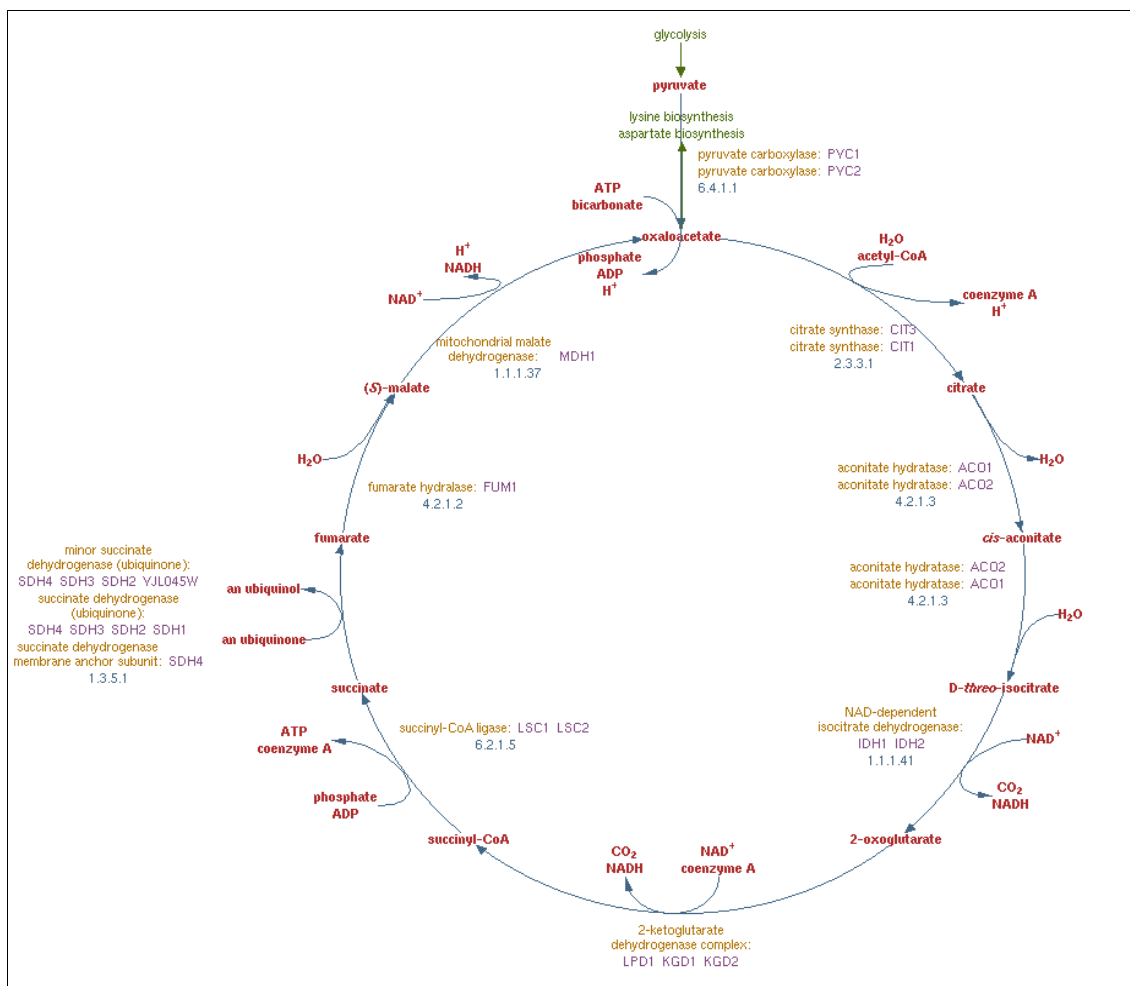 glycolysis
pyruvate
lysine biosynthesis
aspartate biosynthesis
pyruvate carboxylase: PYC1
pyruvate carboxylase: PYC2
6.4.1.1
ATP
bicarbonate
oxaloacetate
phosphate
ADP
H+
H2O
acetyl-CoA
coenzyme A
H+
citrate synthase: CIT3
citrate synthase: CIT1
2.3.3.1
citrate
H2O
aconitate hydratase: ACO1
aconitate hydratase: ACO2
4.2.1.3
cis-aconitate
aconitate hydratase: ACO2
aconitate hydratase: ACO1
4.2.1.3
H2O
D-threo-isocitrate
NAD-dependent
isocitrate dehydrogenase:
IDH1 IDH2
1.1.1.41
NAD+
CO2
NADH
2-oxoglutarate
NAD+
coenzyme A
CO2
NADH
2-ketoglutarate
dehydrogenase complex:
LPD1 KGD1 KGD2
succinyl-CoA
phosphate
ADP
ATP
coenzyme A
succinyl-CoA ligase: LSC1 LSC2
6.2.1.5
succinate
an ubiquinone
an ubiquinol
minor succinate
dehydrogenase (ubiquinone):
SDH4 SDH3 SDH2 YJL045W
succinate dehydrogenase
(ubiquinone):
SDH4 SDH3 SDH2 SDH1
succinate dehydrogenase
membrane anchor subunit: SDH4
1.3.5.1
fumarate
fumarate hydralase: FUM1
4.2.1.2
H2O
(S)-malate
mitochondrial malate
dehydrogenase: MDH1
1.1.1.37
NAD+
H+
NADH